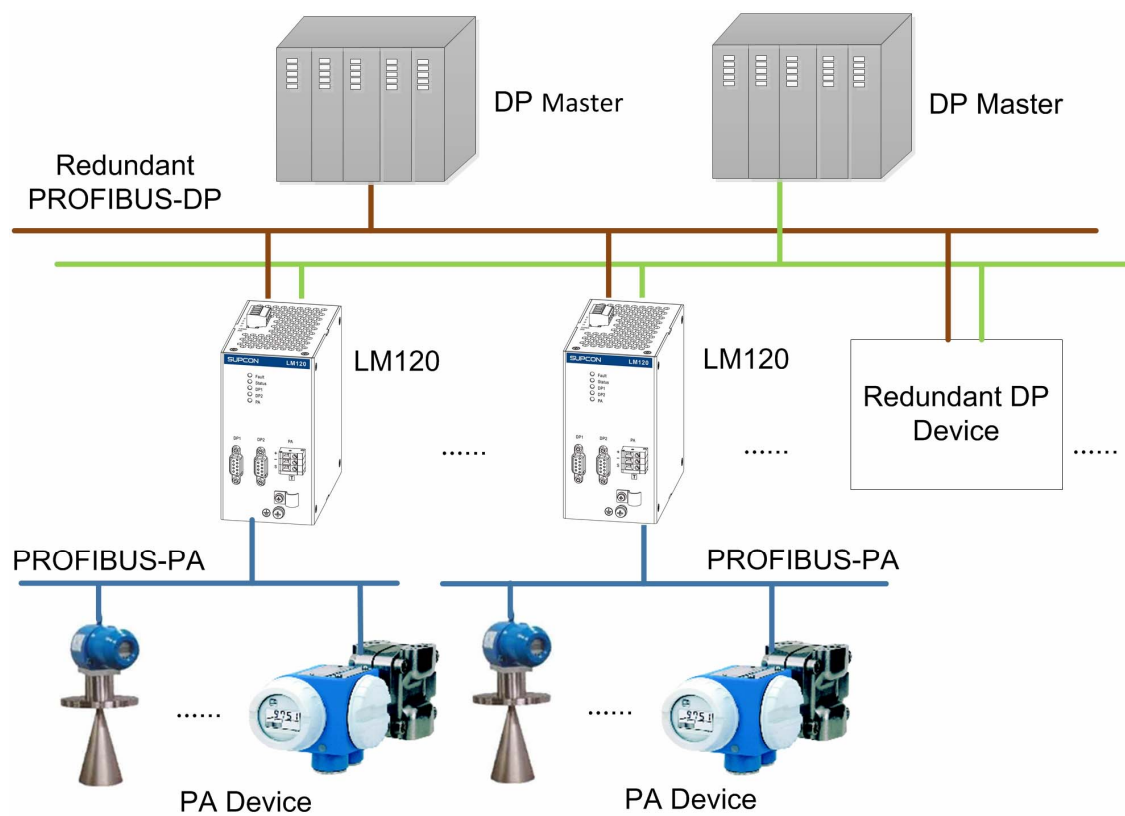 DP Master
DP Master
Redundant
PROFIBUS-DP
SUPCON LM120
Fault
Status
DP1
DP2
PA
DP1 DP2 PA
LM120
SUPCON LM120
Fault
Status
DP1
DP2
PA
DP1 DP2 PA
LM120
Redundant DP
Device
......
......
......
PROFIBUS-PA
PROFIBUS-PA
......
9751
......
9751
PA Device
PA Device